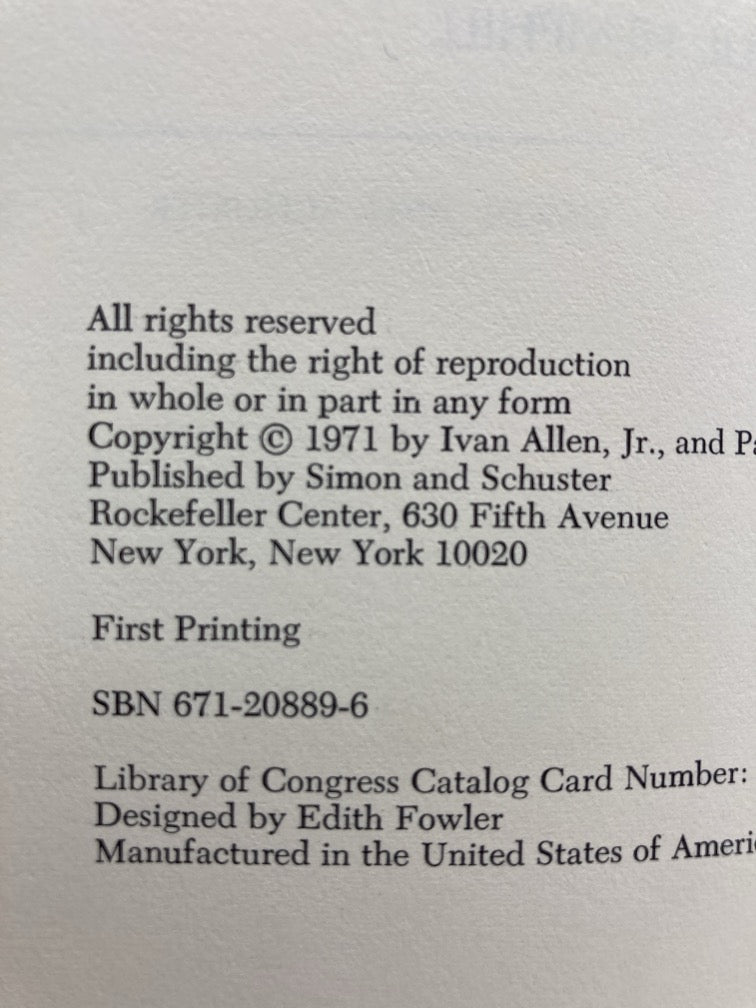 All rights reserved
including the right of reproduction
in whole or in part in any form
Copyright © 1971 by Ivan Allen, Jr., and
Published by Simon and Schuster
Rockefeller Center, 630 Fifth Avenue
New York, New York 10020
First Printing
SBN 671-20889-6
Library of Congress Catalog Card Number:
Designed by Edith Fowler
Manufactured in the United States of